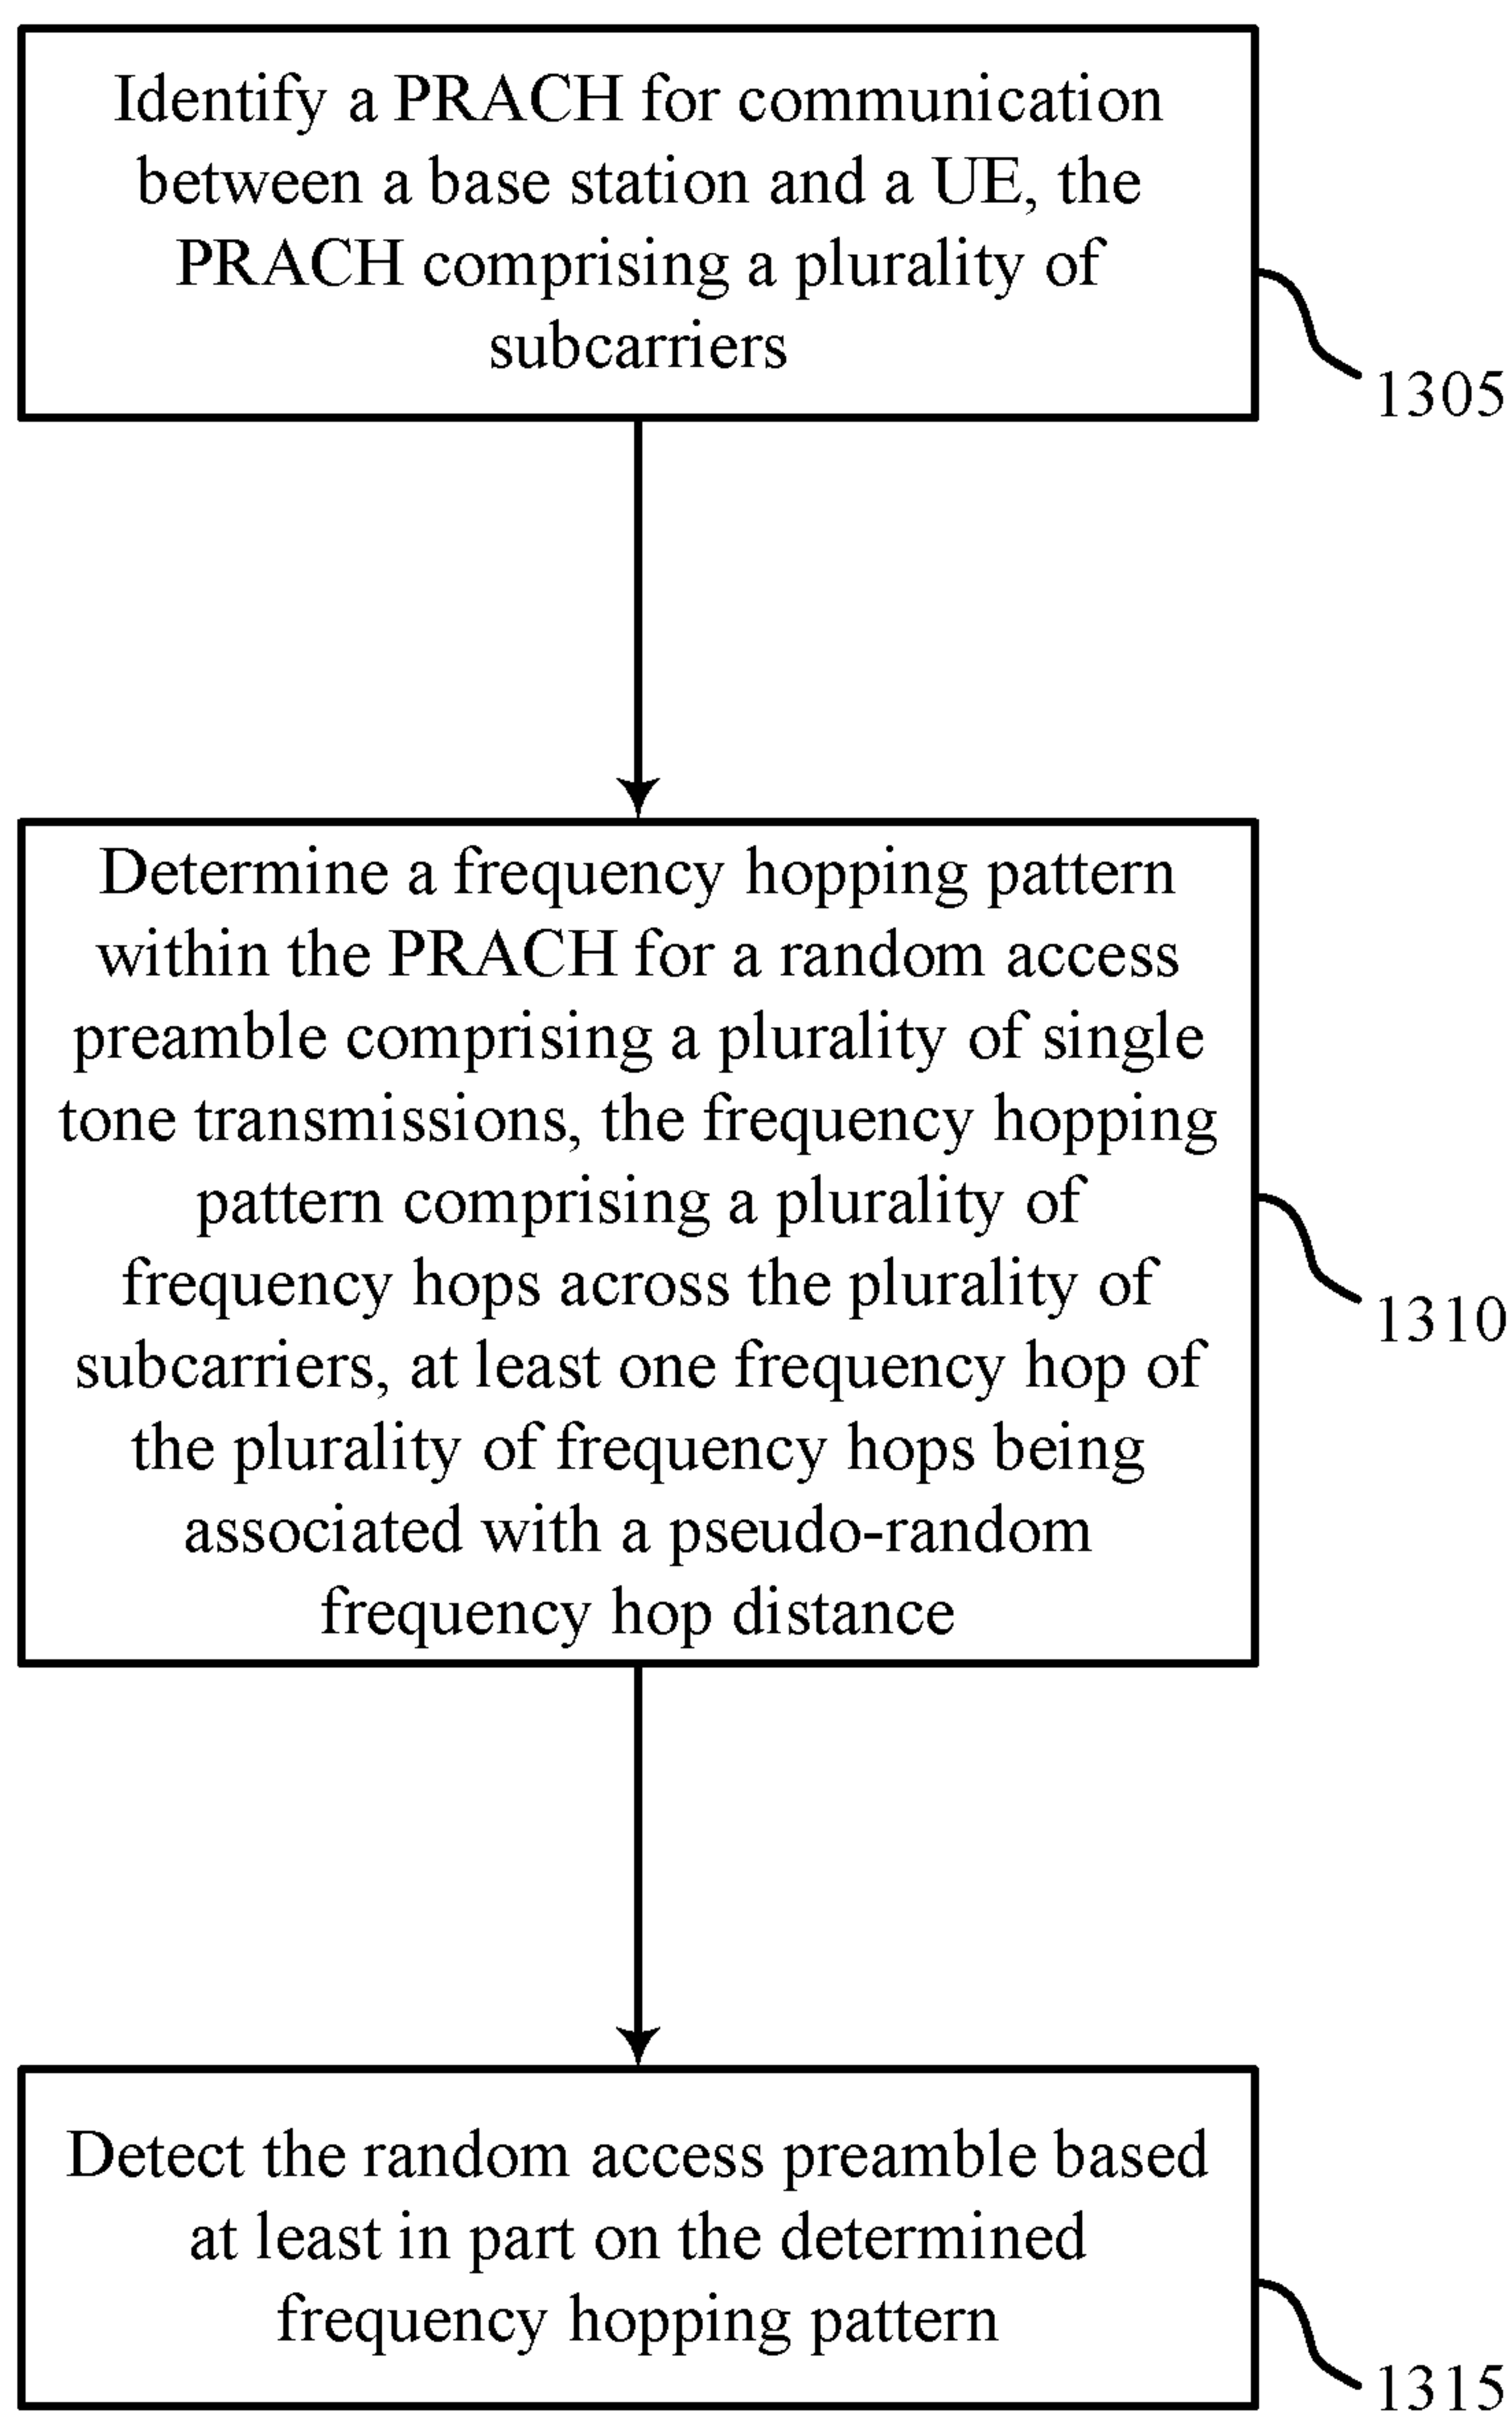 Identify a PRACH for communication
between a base station and a UE, the
PRACH comprising a plurality of
subcarriers
1305
Determine a frequency hopping pattern
within the PRACH for a random access
preamble comprising a plurality of single
tone transmissions, the frequency hopping
pattern comprising a plurality of
frequency hops across the plurality of
subcarriers, at least one frequency hop of
the plurality of frequency hops being
associated with a pseudo-random
frequency hop distance
1310
Detect the random access preamble based
at least in part on the determined
frequency hopping pattern
1315